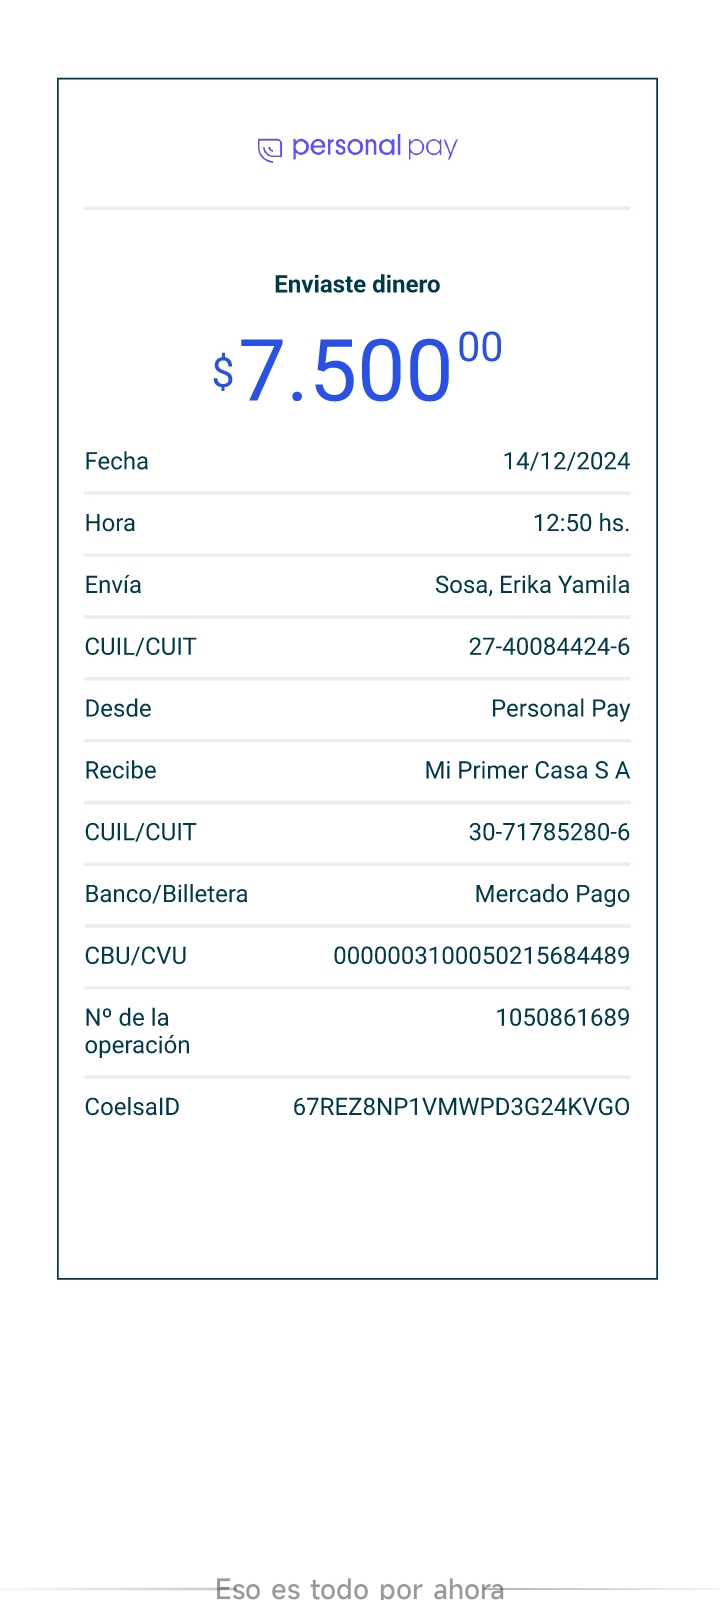 personal pay
Enviaste dinero
$7.500 00
Fecha 14/12/2024
Hora 12:50 hs.
Envía Sosa, Erika Yamila
CUIL/CUIT 27-40084424-6
Desde Personal Pay
Recibe Mi Primer Casa S A
CUIL/CUIT 30-71785280-6
Banco/Billetera Mercado Pago
CBU/CVU 0000003100050215684489
Nº de la 1050861689
operación
CoelsaID 67REZ8NP1VMWPD3G24KVGO
Eso es todo por ahora